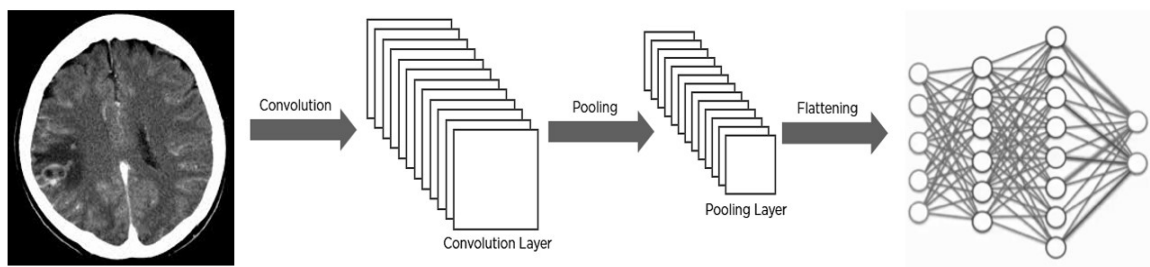 Convolution
Pooling
Flattening
Convolution Layer
Pooling Layer